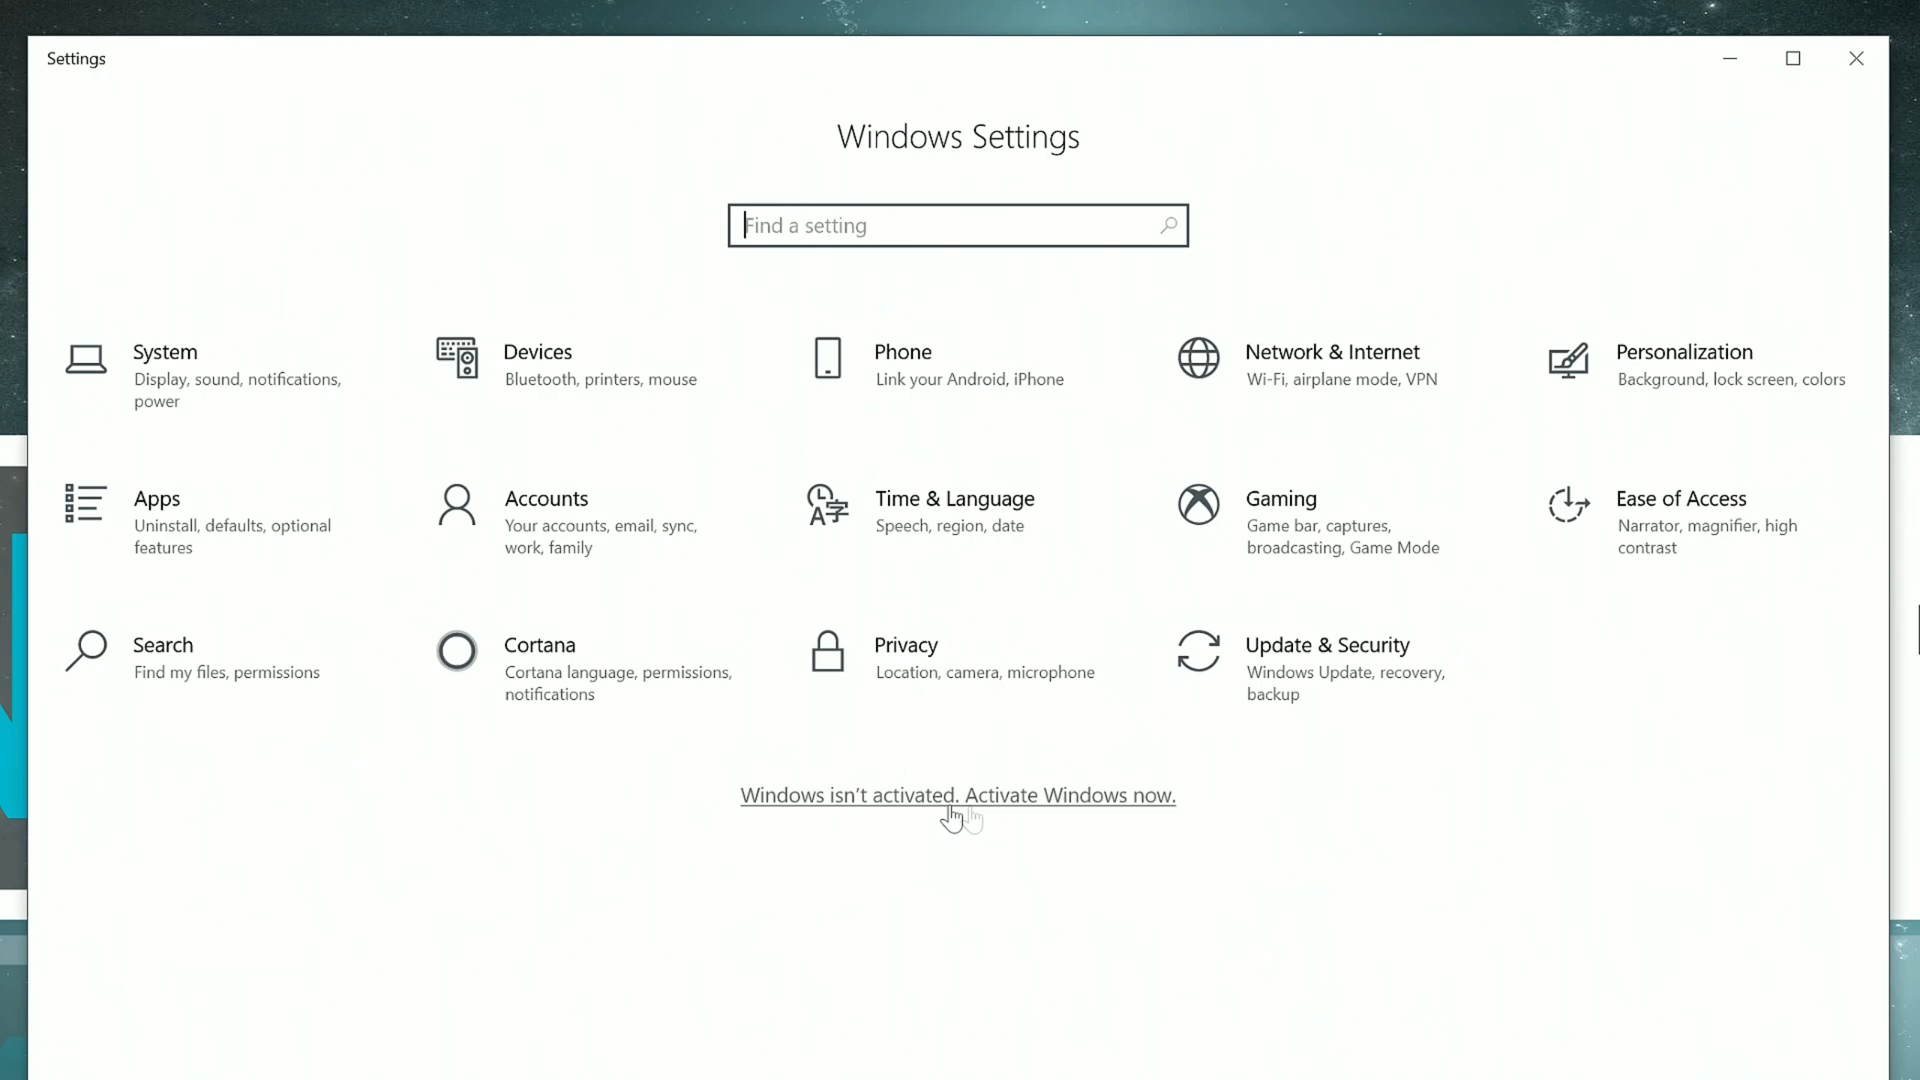 Settings
Windows Settings
Find a setting
System
Display, sound, notifications,
power
Devices
Bluetooth, printers, mouse
Phone
Link your Android, iPhone
Network & Internet
Wi-Fi, airplane mode, VPN
Personalization
Background, lock screen, colors
Apps
Uninstall, defaults, optional
features
Accounts
Your accounts, email, sync,
work, family
Time & Language
Speech, region, date
Gaming
Game bar, captures,
broadcasting, Game Mode
Ease of Access
Narrator, magnifier, high
contrast
Search
Find my files, permissions
Cortana
Cortana language, permissions,
notifications
Privacy
Location, camera, microphone
Update & Security
Windows Update, recovery,
backup
Windows isn't activated. Activate Windows now.